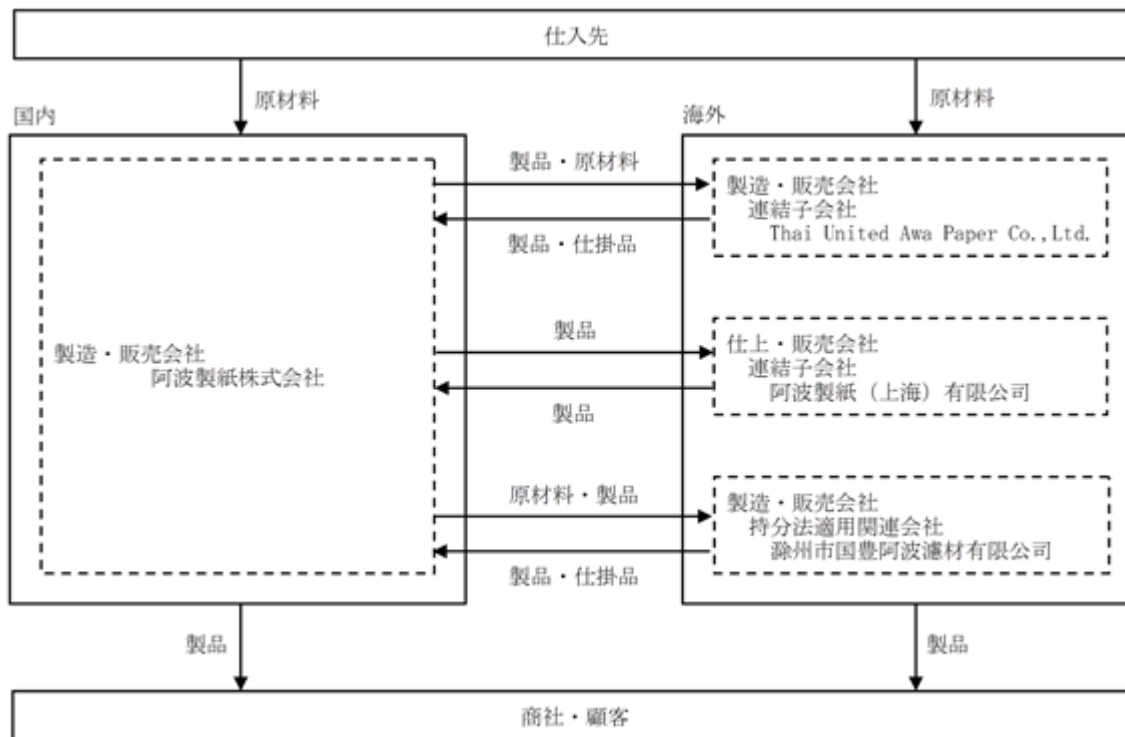 仕入先
原材料
原材料
国内
海外
製造・販売会社
阿波製紙株式会社
製品・原材料
製品・仕掛品
製造・販売会社
連結子会社
Thai United Awa Paper Co.,Ltd.
製品
製品
仕上・販売会社
連結子会社
阿波製紙（上海）有限公司
原材料・製品
製品・仕掛品
製造・販売会社
持分法適用関連会社
滁州市国豊阿波濾材有限公司
製品
製品
商社・顧客